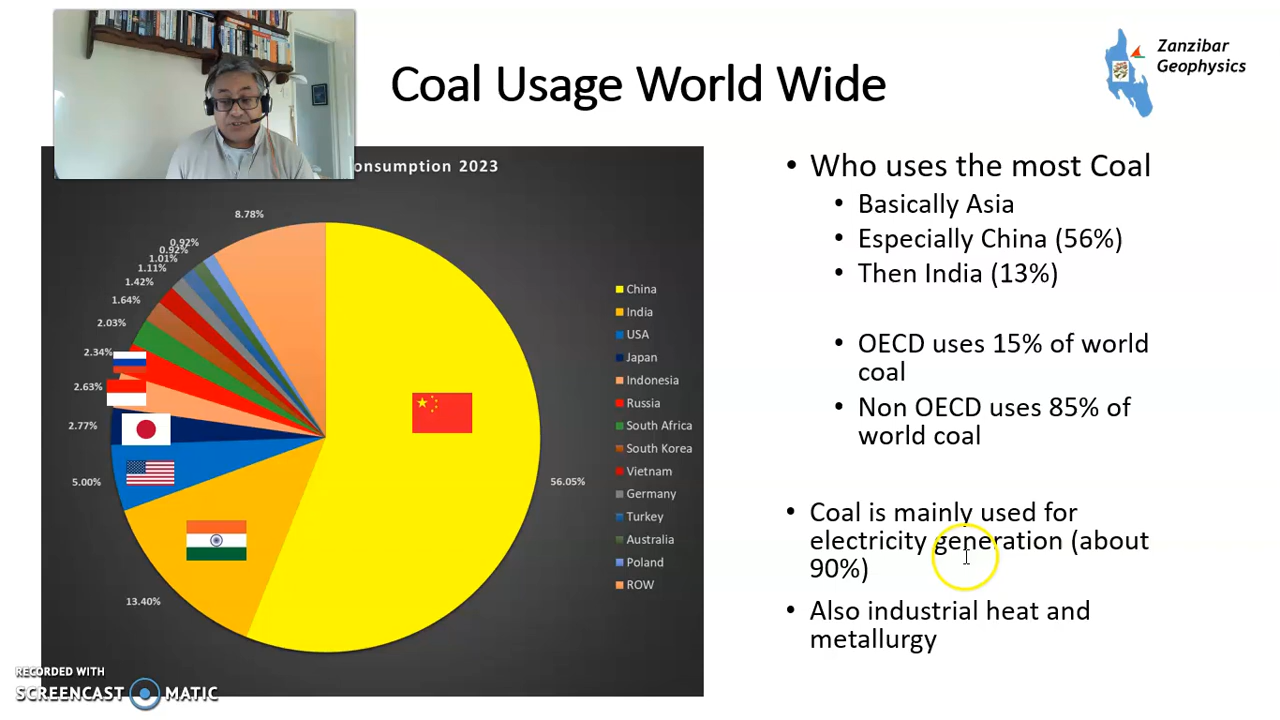 Coal Usage World Wide
Zanzibar
Geophysics
onsumption 2023
8.78%
0.92%
0.92%
1.01%
1.11%
1.42%
1.64%
2.03%
2.34%
2.63%
2.77%
5.00%
13.40%
56.05%
China
India
USA
Japan
Indonesia
Russia
South Africa
South Korea
Vietnam
Germany
Turkey
Australia
Poland
ROW
• Who uses the most Coal
• Basically Asia
• Especially China (56%)
• Then India (13%)
• OECD uses 15% of world
coal
• Non OECD uses 85% of
world coal
• Coal is mainly used for
electricity generation (about
90%)
• Also industrial heat and
metallurgy
RECORDED WITH
SCREENCAST MATIC